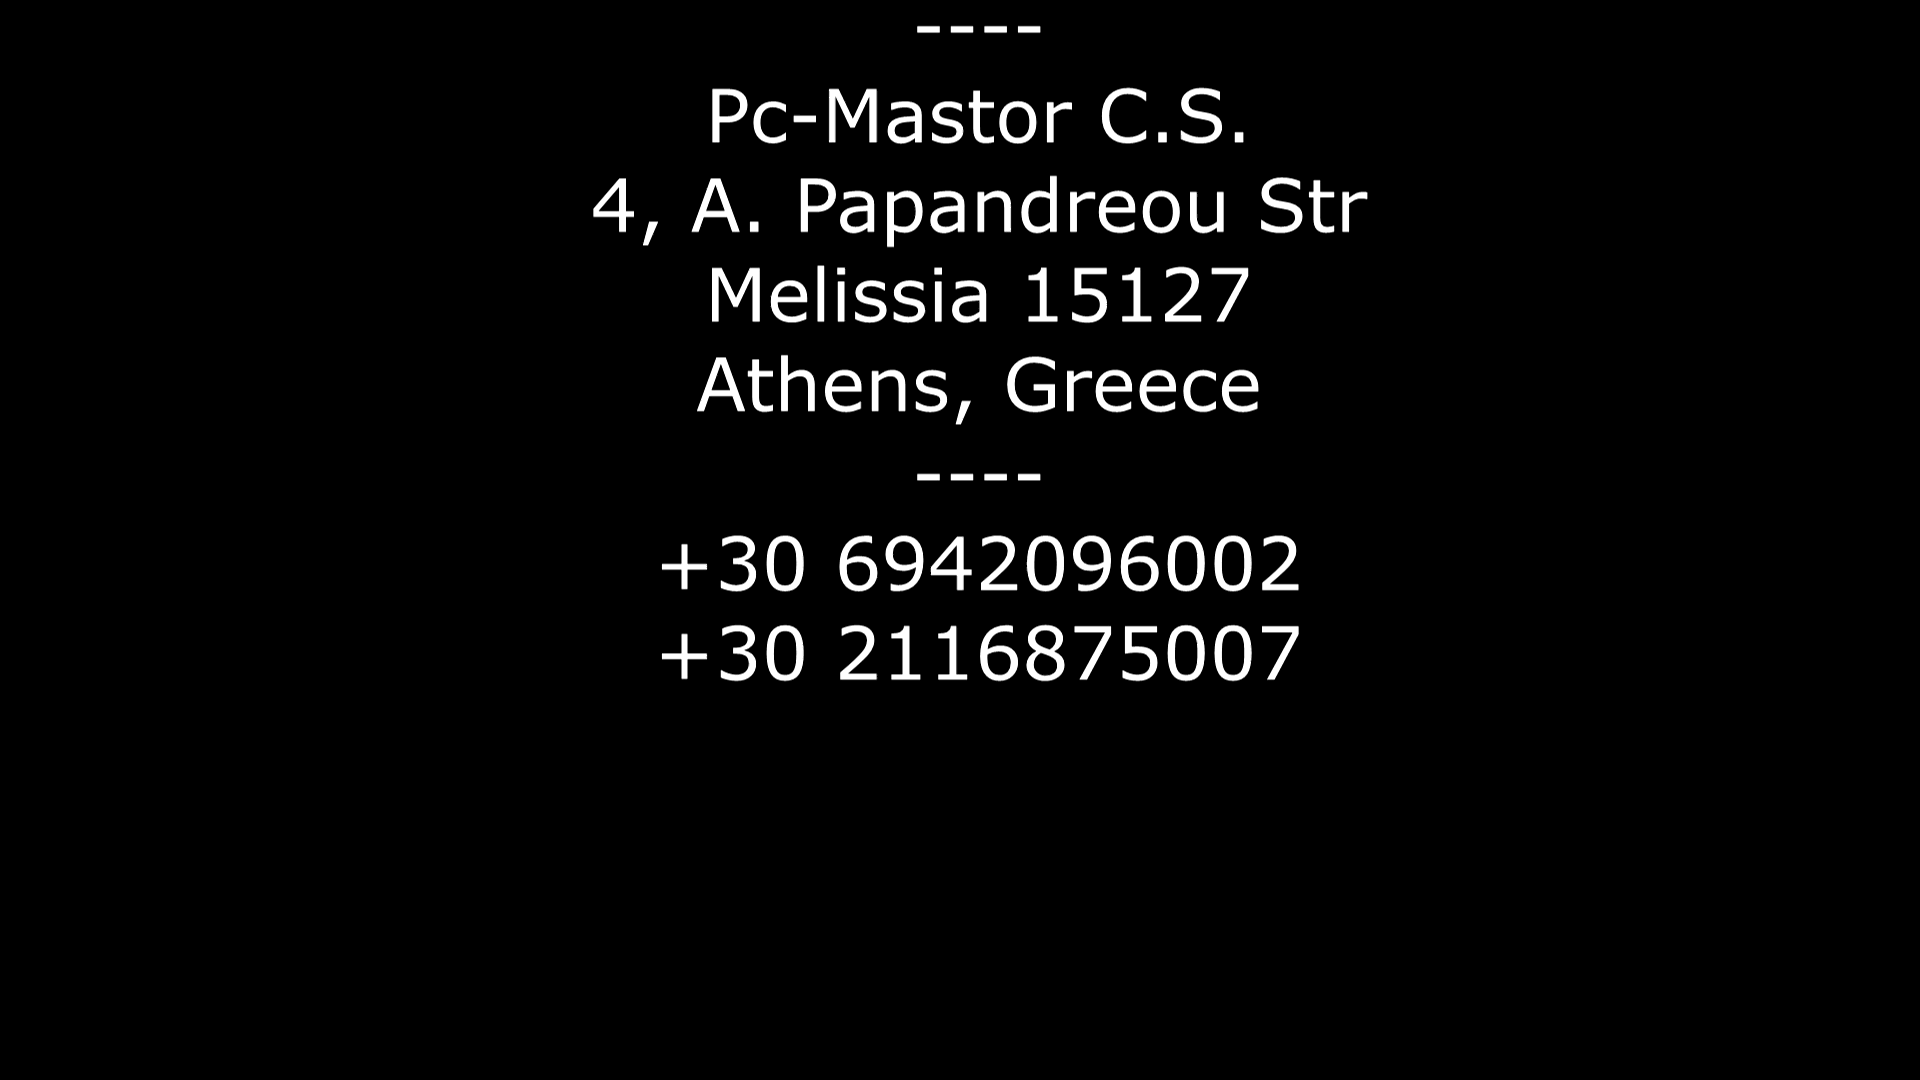 ----
Pc-Mastor C.S.
4, A. Papandreou Str
Melissia 15127
Athens, Greece
----
+30 6942096002
+30 2116875007